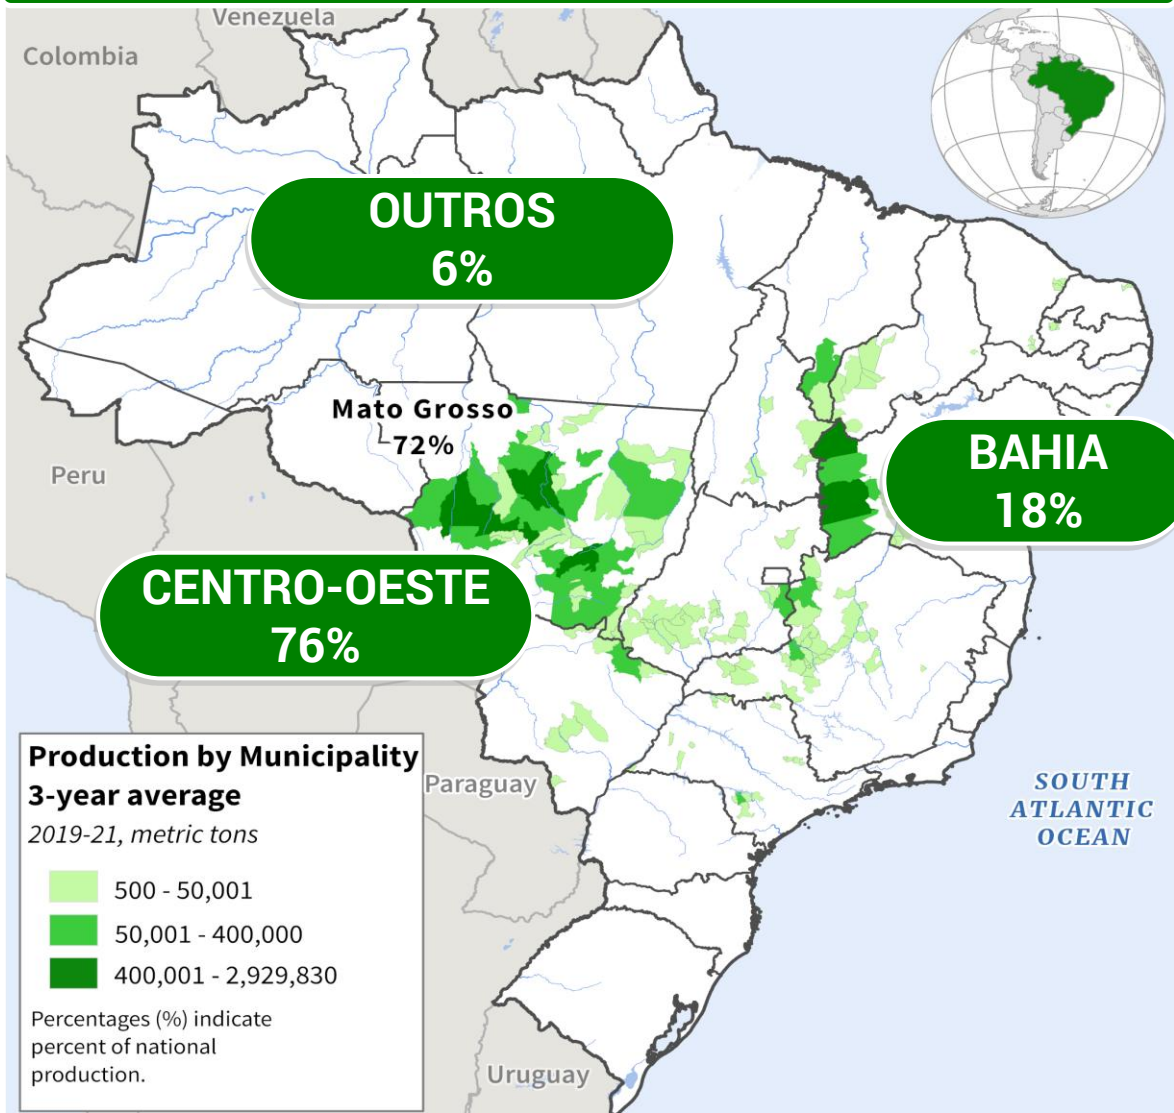 Venezuela
Colombia
OUTROS
6%
Mato Grosso
72%
Peru
BAHIA
18%
CENTRO-OESTE
76%
Production by Municipality
3-year average
2019-21, metric tons
500 - 50,001
50,001 - 400,000
400,001 - 2,929,830
Percentages (%) indicate
percent of national
production.
Paraguay
SOUTH
ATLANTIC
OCEAN
Uruguay